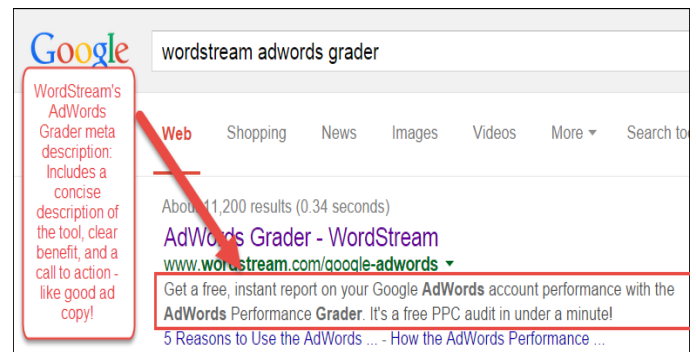 Google
wordstream adwords grader
WordStream's
AdWords
Grader meta
description:
Includes a
concise
description of
the tool, clear
benefit, and a
call to action -
like good ad
copy!
Web Shopping News Images Videos More Search
About 11,200 results (0.34 seconds)
AdWords Grader - WordStream
www.wordstream.com/google-adwords
Get a free, instant report on your Google AdWords account performance with the
AdWords Performance Grader. It's a free PPC audit in under a minute!
5 Reasons to Use the AdWords ... - How the AdWords Performance ...